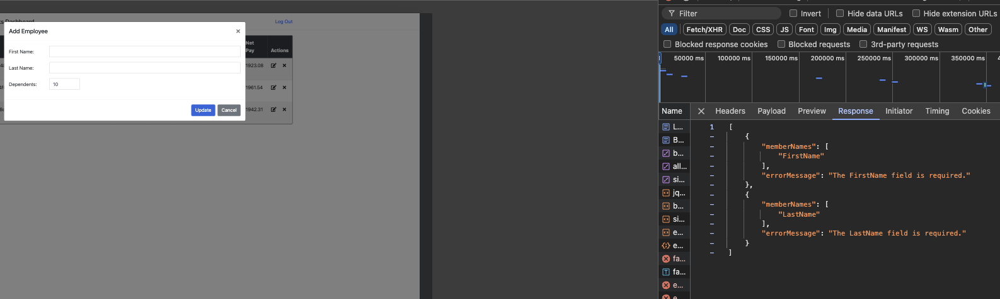 ts Dashboard
Log Out
Add Employee
×
First Name:
Last Name:
Dependents:
10
Update
Cancel
Net
Pay
Actions
1923.08
1961.54
1942.31
Filter
Invert
Hide data URLs
Hide extension URLs
All
Fetch/XHR
Doc
CSS
JS
Font
Img
Media
Manifest
WS
Wasm
Other
Blocked response cookies
Blocked requests
3rd-party requests
50000 ms
100000 ms
150000 ms
200000 ms
250000 ms
300000 ms
350000 ms
Name
Headers
Payload
Preview
Response
Initiator
Timing
Cookies
L...
B...
b...
all...
si...
jq...
b...
si...
e...
e...
fa...
fa...
e...
1 [
{
"memberNames": [
"FirstName"
],
"errorMessage": "The FirstName field is required."
},
{
"memberNames": [
"LastName"
],
"errorMessage": "The LastName field is required."
}
]